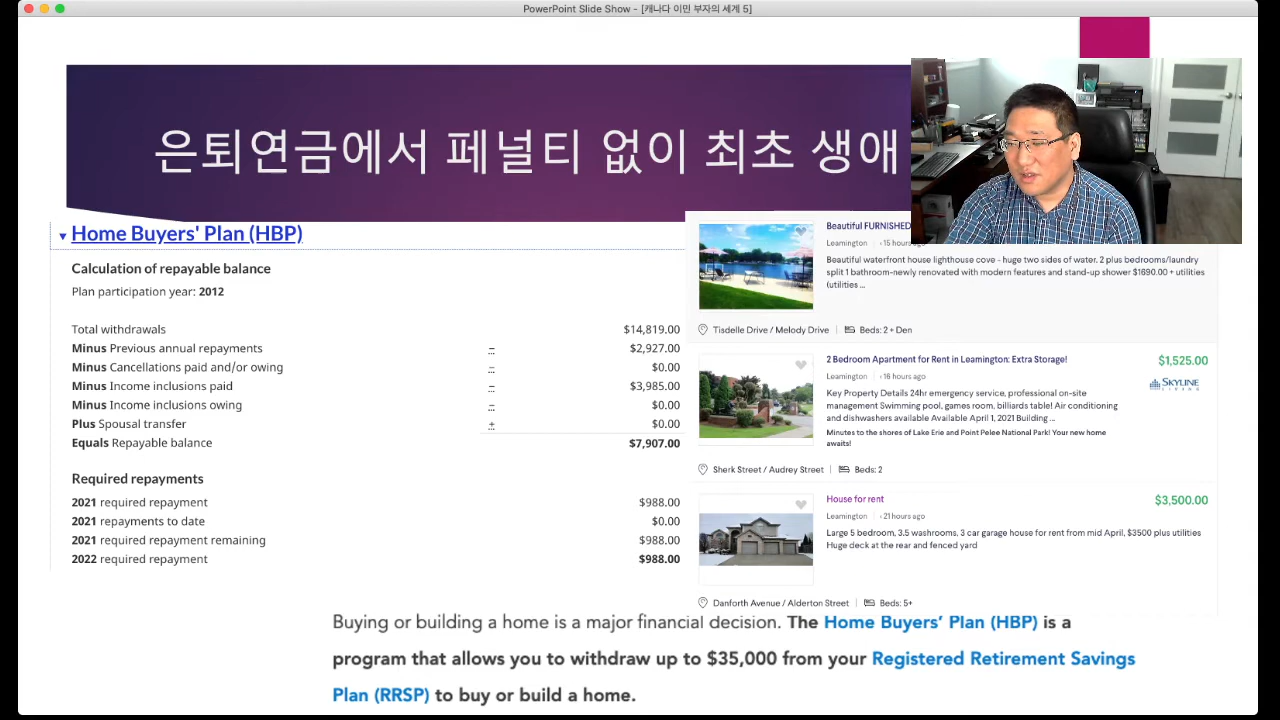 PowerPoint Slide Show - [캐나다 이민 부자의 세계 5]
은퇴연금에서 페널티 없이 최초 생애
Home Buyers' Plan (HBP)
Calculation of repayable balance
Plan participation year: 2012
Total withdrawals $14,819.00
Minus Previous annual repayments - $2,927.00
Minus Cancellations paid and/or owing - $0.00
Minus Income inclusions paid - $3,985.00
Minus Income inclusions owing - $0.00
Plus Spousal transfer + $0.00
Equals Repayable balance $7,907.00
Required repayments
2021 required repayment $988.00
2021 repayments to date $0.00
2021 required repayment remaining $988.00
2022 required repayment $988.00
Beautiful FURNISHED
Leamington < 15 hours ago
Beautiful waterfront house lighthouse cove - huge two sides of water. 2 plus bedrooms/laundry
split 1 bathroom-newly renovated with modern features and stand-up shower $1690.00 + utilities
(utilities ...
Tisdelle Drive / Melody Drive | Beds: 2 + Den
2 Bedroom Apartment for Rent in Leamington: Extra Storage! $1,525.00
Leamington < 16 hours ago
SKYLINE
LIVING
Key Property Details 24hr emergency service, professional on-site
management Swimming pool, games room, billiards table! Air conditioning
and dishwashers available Available April 1, 2021 Building ...
Minutes to the shores of Lake Erie and Point Pelee National Park! Your new home
awaits!
Sherk Street / Audrey Street | Beds: 2
House for rent $3,500.00
Leamington < 21 hours ago
Large 5 bedroom, 3.5 washrooms, 3 car garage house for rent from mid April, $3500 plus utilities
Huge deck at the rear and fenced yard
Danforth Avenue / Alderton Street | Beds: 5+
Buying or building a home is a major financial decision. The Home Buyers' Plan (HBP) is a
program that allows you to withdraw up to $35,000 from your Registered Retirement Savings
Plan (RRSP) to buy or build a home.